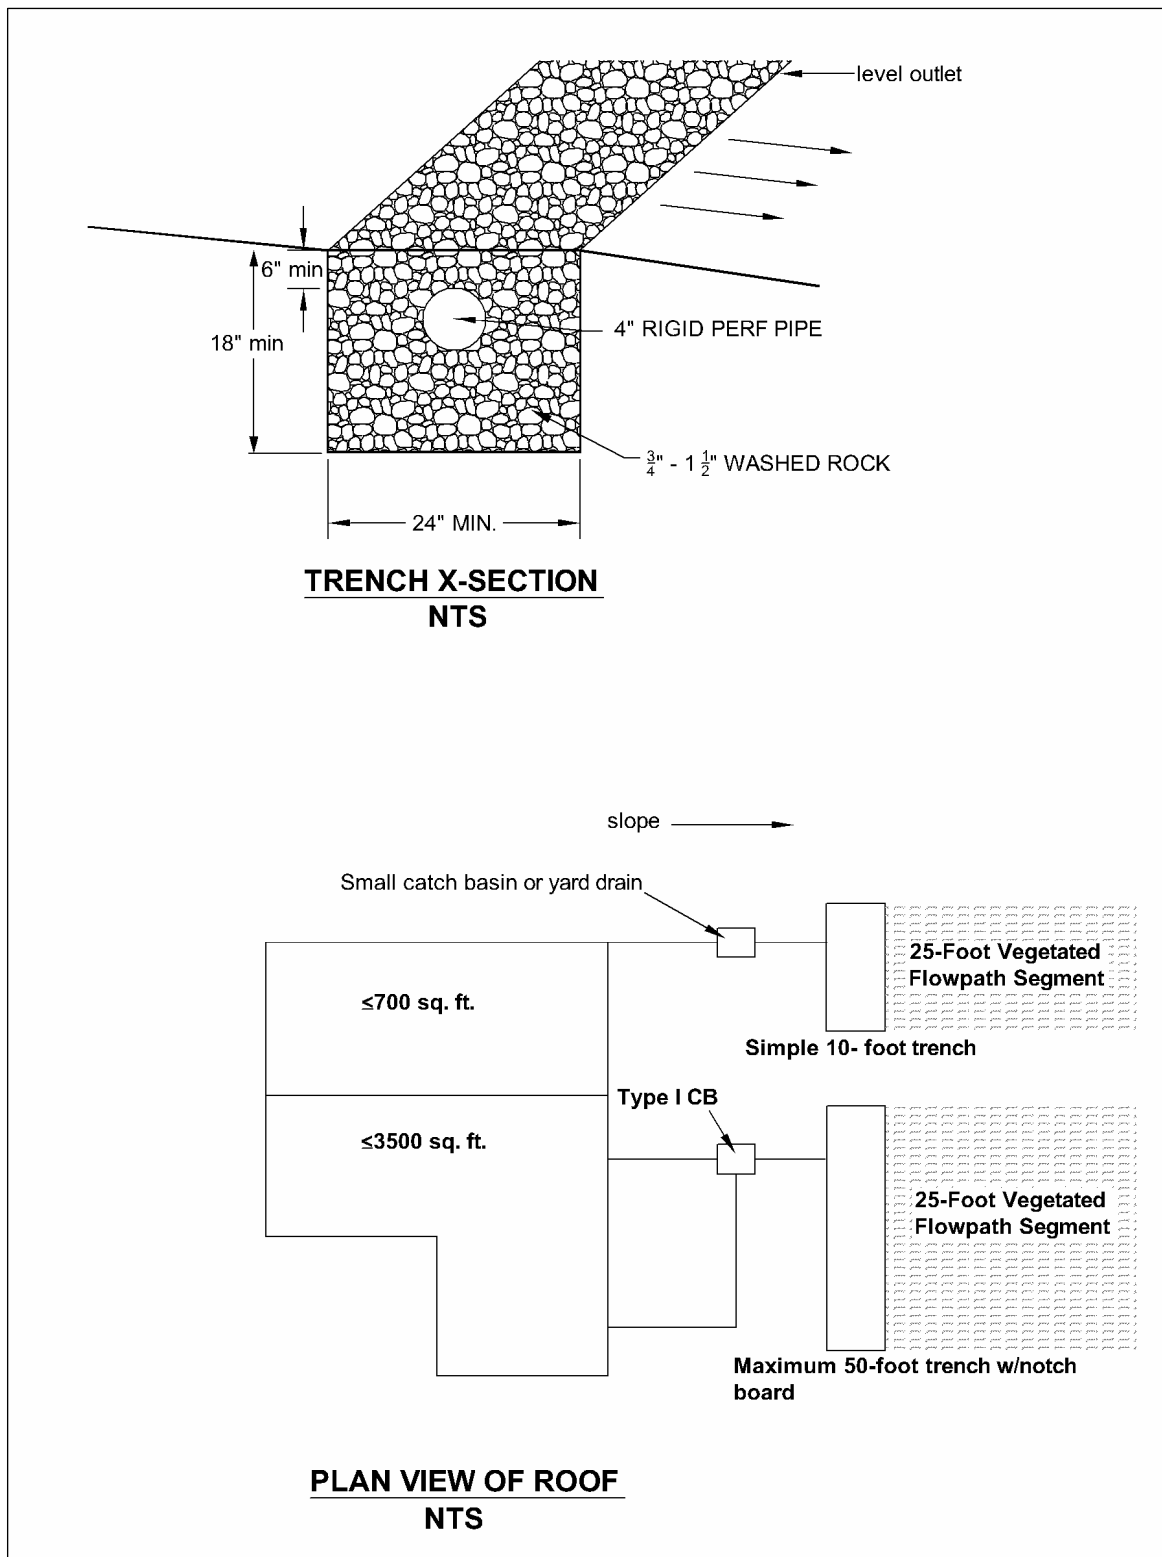 level outlet
6" min
4" RIGID PERF PIPE
18" min
3/4" - 1 1/2" WASHED ROCK
24" MIN.
TRENCH X-SECTION
NTS
slope
Small catch basin or yard drain
25-Foot Vegetated
Flowpath Segment
≤700 sq. ft.
Simple 10- foot trench
Type I CB
≤3500 sq. ft.
25-Foot Vegetated
Flowpath Segment
Maximum 50-foot trench w/notch
board
PLAN VIEW OF ROOF
NTS